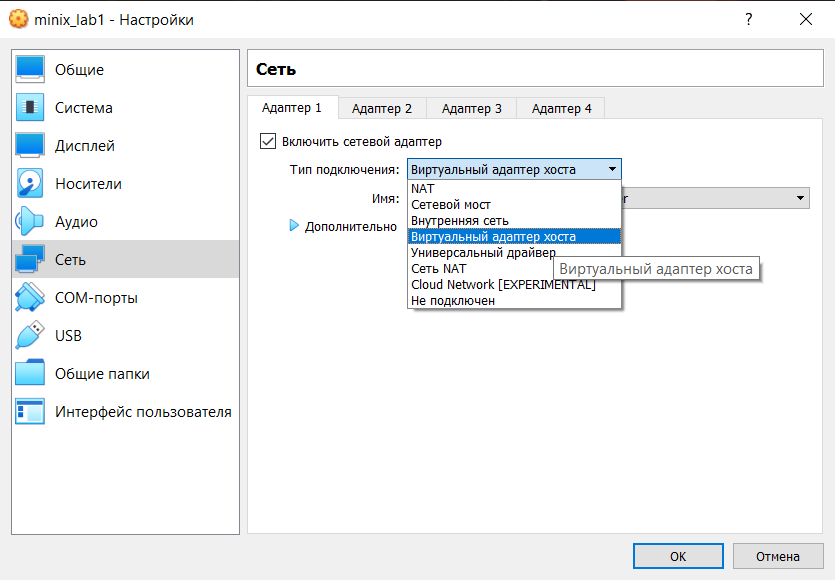 minix_lab1 - Настройки
?
Общие
Система
Дисплей
Носители
Аудио
Сеть
COM-порты
USB
Общие папки
Интерфейс пользователя
Сеть
Адаптер 1
Адаптер 2
Адаптер 3
Адаптер 4
Включить сетевой адаптер
Тип подключения:
Виртуальный адаптер хоста
Имя:
r
Дополнительно
NAT
Сетевой мост
Внутренняя сеть
Виртуальный адаптер хоста
Универсальный драйвер
Сеть NAT
Cloud Network [EXPERIMENTAL]
Не подключен
Виртуальный адаптер хоста
OK
Отмена